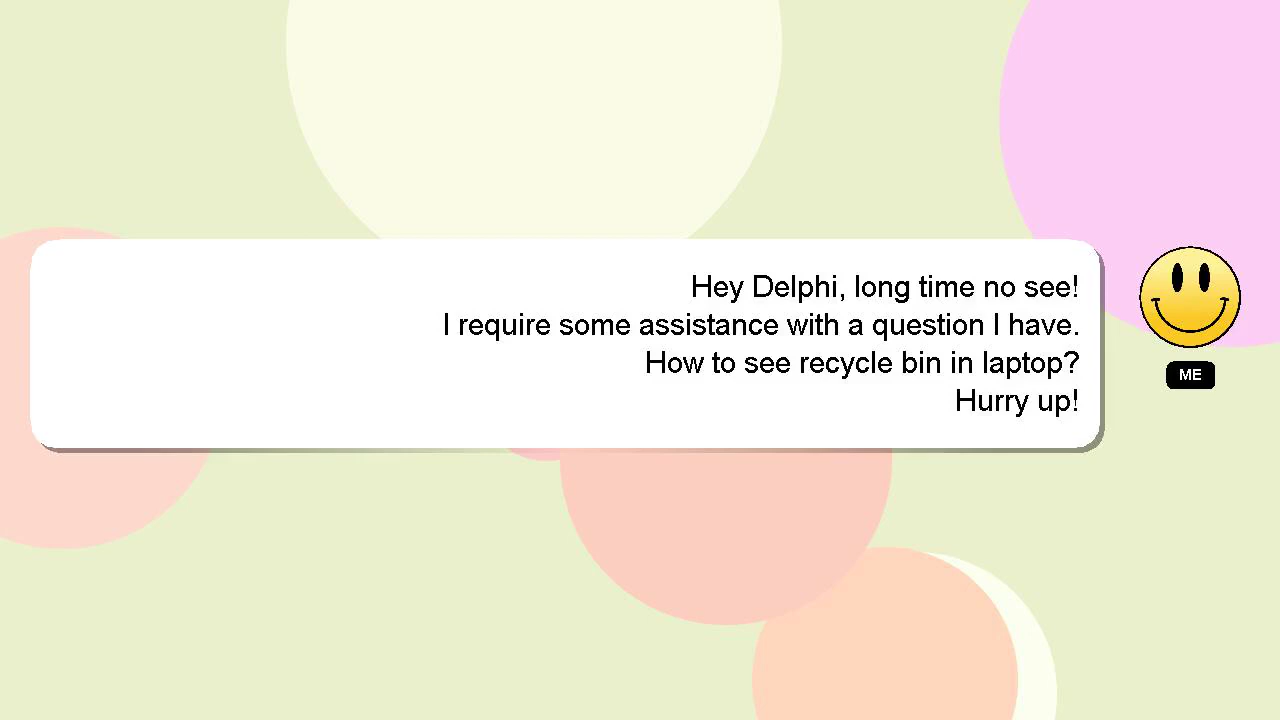 Hey Delphi, long time no see!
I require some assistance with a question I have.
How to see recycle bin in laptop?
Hurry up!
ME